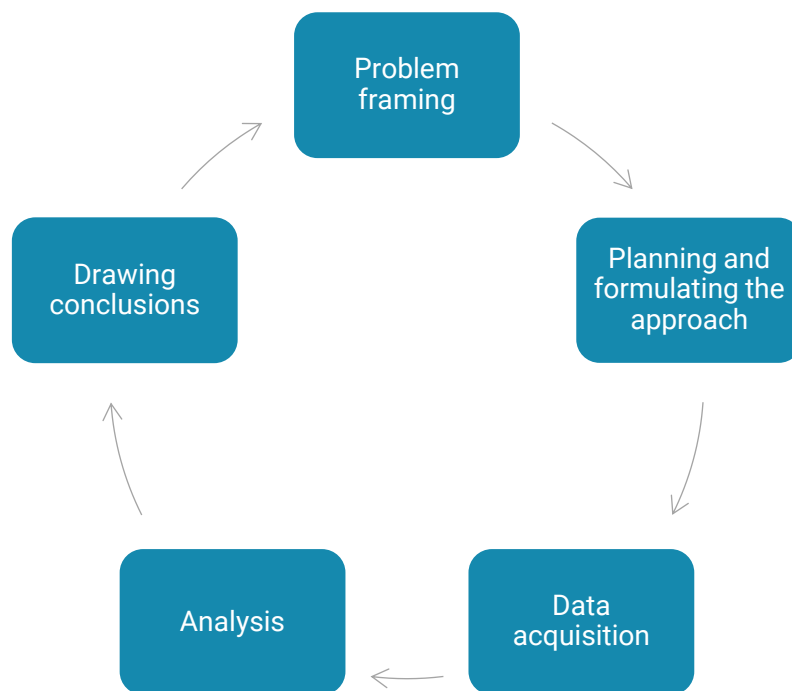 Problem
framing
Planning and
formulating the
approach
Data
acquisition
Analysis
Drawing
conclusions